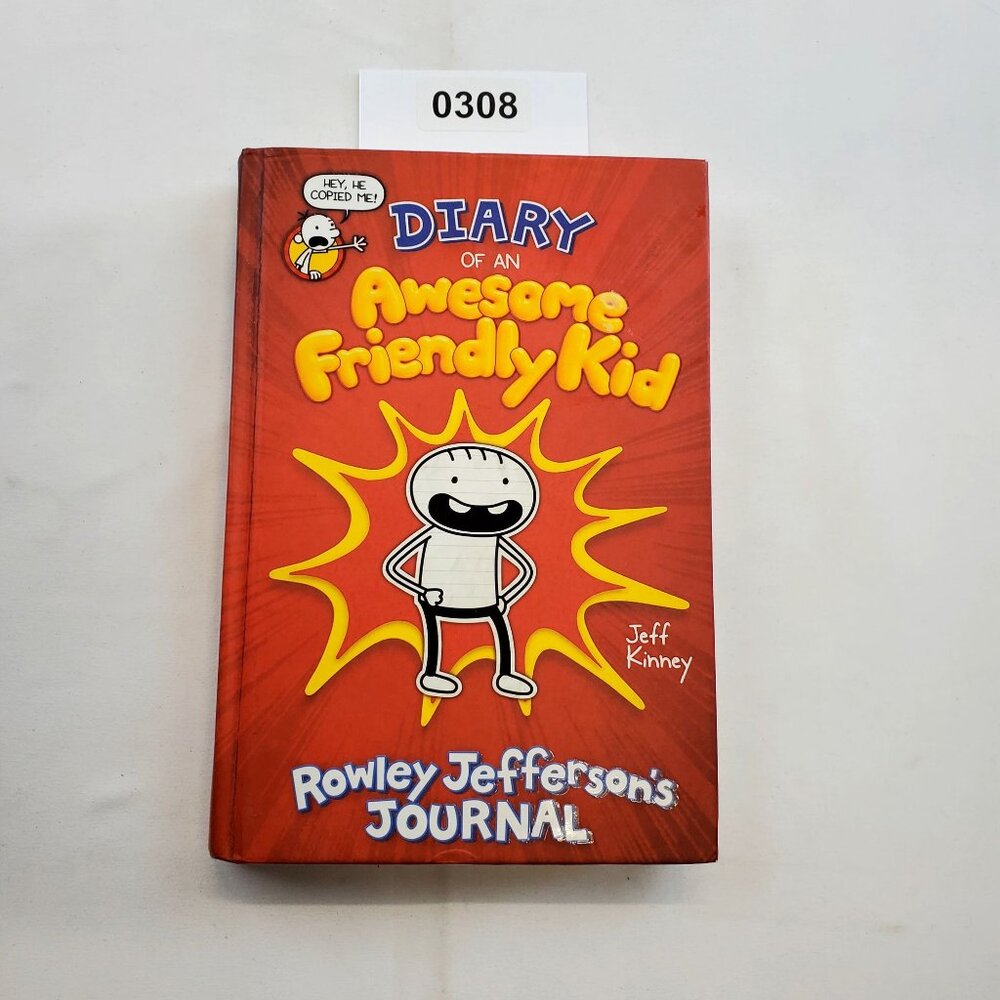 0308
HEY, HE
COPIED ME!
DIARY
OF AN
Awesome
Friendly Kid
Jeff
Kinney
Rowley Jefferson's
JOURNAL